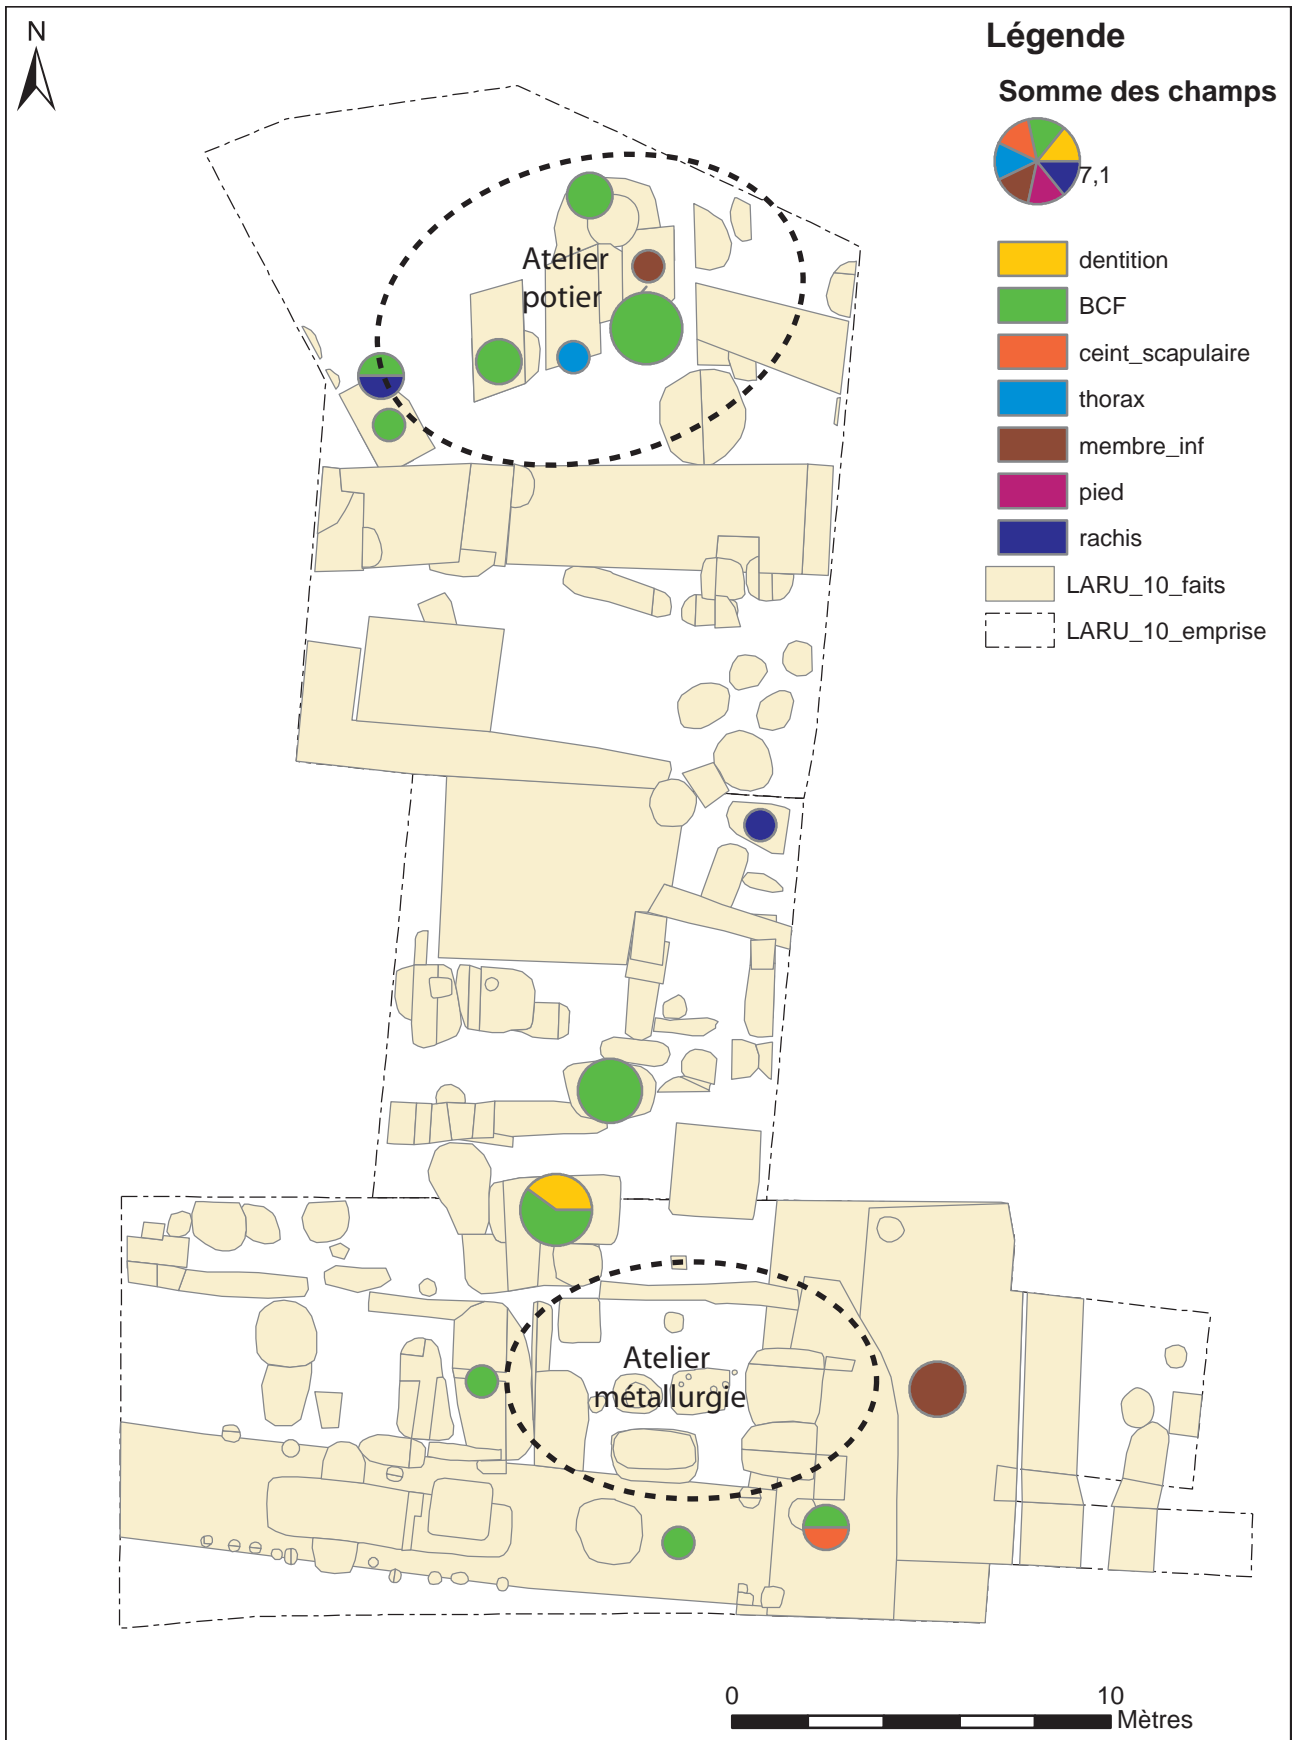 N
Légende
Somme des champs
7,1
dentition
BCF
ceint_scapulaire
thorax
membre_inf
pied
rachis
LARU_10_faits
LARU_10_emprise
Atelier
potier
Atelier
métallurgie
0 10
Mètres